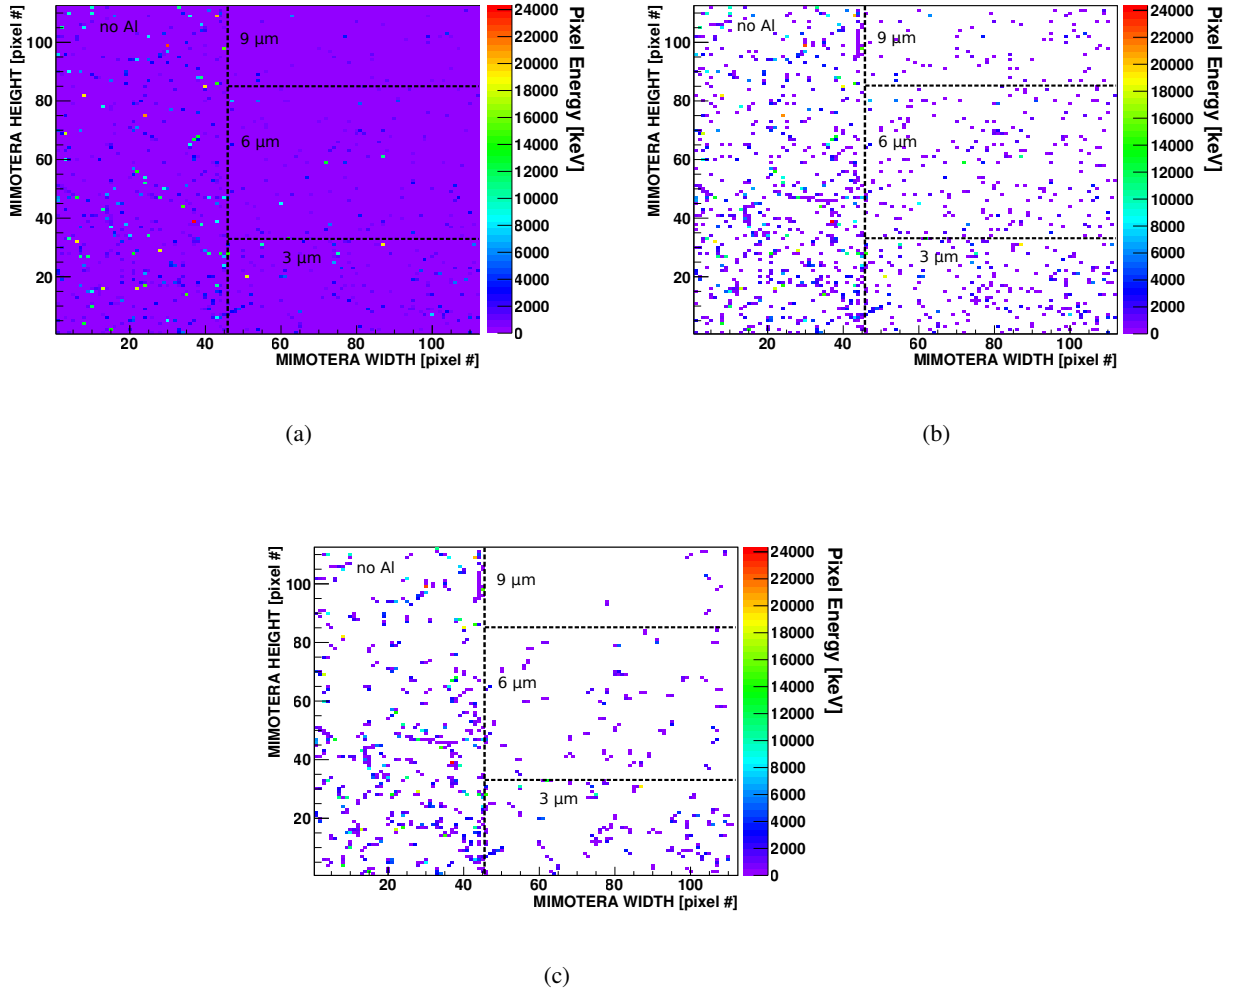 MIMOTERA HEIGHT [pixel #]
no Al
9 µm
6 µm
3 µm
100
80
60
40
20
20
40
60
80
100
MIMOTERA WIDTH [pixel #]
24000
22000
20000
18000
16000
14000
12000
10000
8000
6000
4000
2000
0
Pixel Energy [keV]
(a)
MIMOTERA HEIGHT [pixel #]
no Al
9 µm
6 µm
3 µm
100
80
60
40
20
20
40
60
80
100
MIMOTERA WIDTH [pixel #]
24000
22000
20000
18000
16000
14000
12000
10000
8000
6000
4000
2000
0
Pixel Energy [keV]
(b)
MIMOTERA HEIGHT [pixel #]
no Al
9 µm
6 µm
3 µm
100
80
60
40
20
20
40
60
80
100
MIMOTERA WIDTH [pixel #]
24000
22000
20000
18000
16000
14000
12000
10000
8000
6000
4000
2000
0
Pixel Energy [keV]
(c)